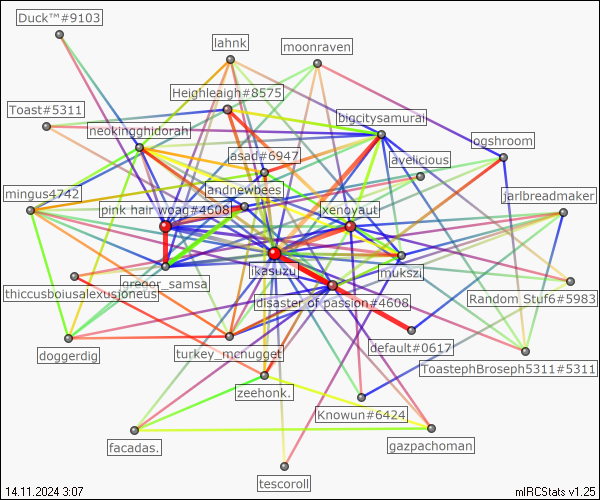 Duck™#9103
lahnk
moonraven
Heighleaigh#8575
Toast#5311
bigcitysamurai
neokingghidorah
ogshroom
asad#6947
lavelicious
andnewbees
mingus4742
jarlbreadmaker
pink hair woag#4608
xenovaut
ikasuzu
mukszi
gregor_samsa
thiccusboiusalexusjoneus
disaster of passion#4608
Random Stuf6#5983
default#0617
doggerdig
turkey_mcnugget
ToastephBroseph5311#5311
zeehonk.
Knowun#6424
facadas.
gazpachoman
tescoroll
14.11.2024 3:07
mIRCStats v1.25